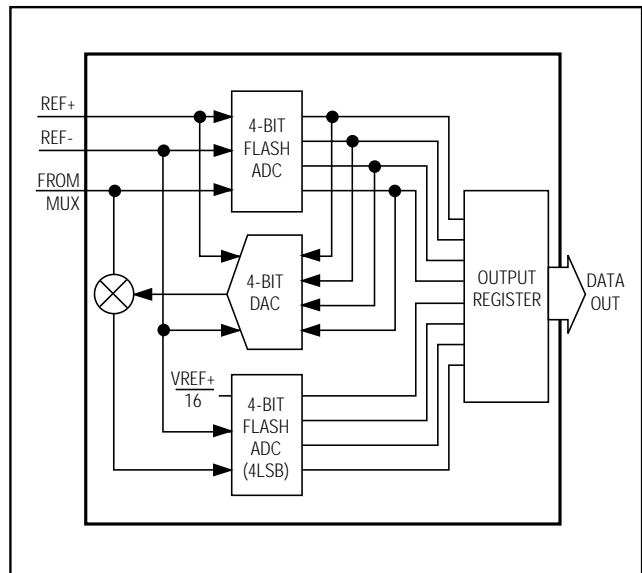 REF+
REF-
FROM
MUX
4-BIT
FLASH
ADC
4-BIT
DAC
VREF+
16
4-BIT
FLASH
ADC
(4LSB)
OUTPUT
REGISTER
DATA
OUT